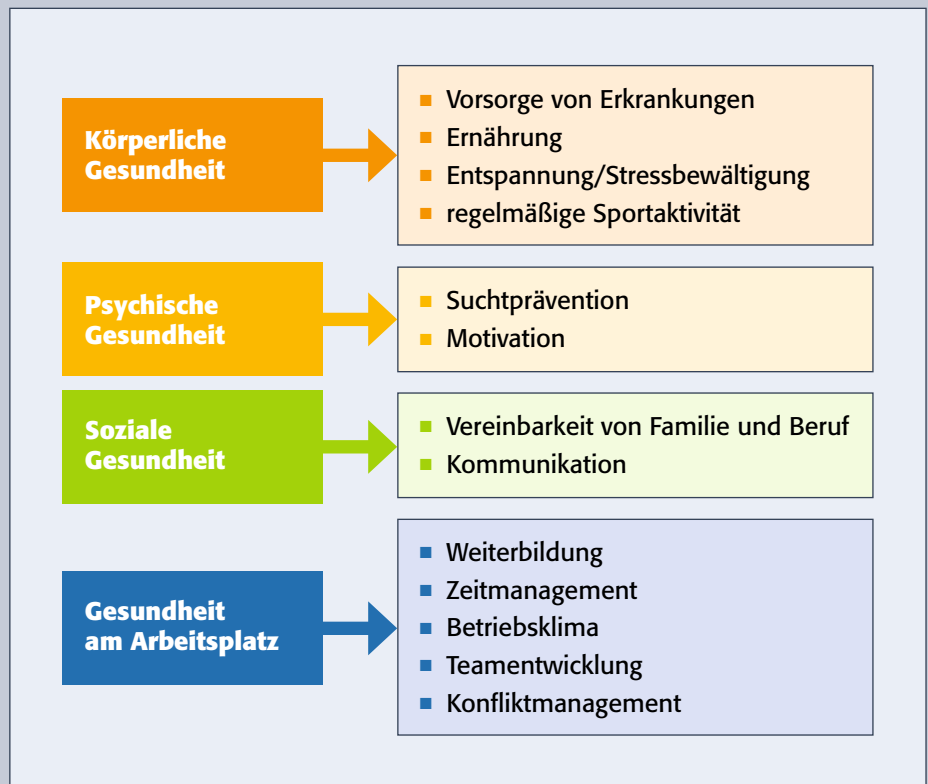 Körperliche
Gesundheit
▪ Vorsorge von Erkrankungen
▪ Ernährung
▪ Entspannung/Stressbewältigung
▪ regelmäßige Sportaktivität
Psychische
Gesundheit
▪ Suchtprävention
▪ Motivation
Soziale
Gesundheit
▪ Vereinbarkeit von Familie und Beruf
▪ Kommunikation
Gesundheit
am Arbeitsplatz
▪ Weiterbildung
▪ Zeitmanagement
▪ Betriebsklima
▪ Teamentwicklung
▪ Konfliktmanagement